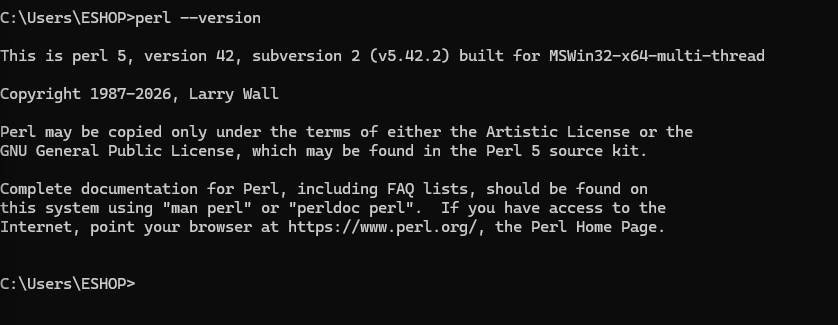 C:\Users\ESHOP>perl --version
This is perl 5, version 42, subversion 2 (v5.42.2) built for MSWin32-x64-multi-thread
Copyright 1987-2026, Larry Wall
Perl may be copied only under the terms of either the Artistic License or the
GNU General Public License, which may be found in the Perl 5 source kit.
Complete documentation for Perl, including FAQ lists, should be found on
this system using "man perl" or "perldoc perl".  If you have access to the
Internet, point your browser at https://www.perl.org/, the Perl Home Page.
C:\Users\ESHOP>